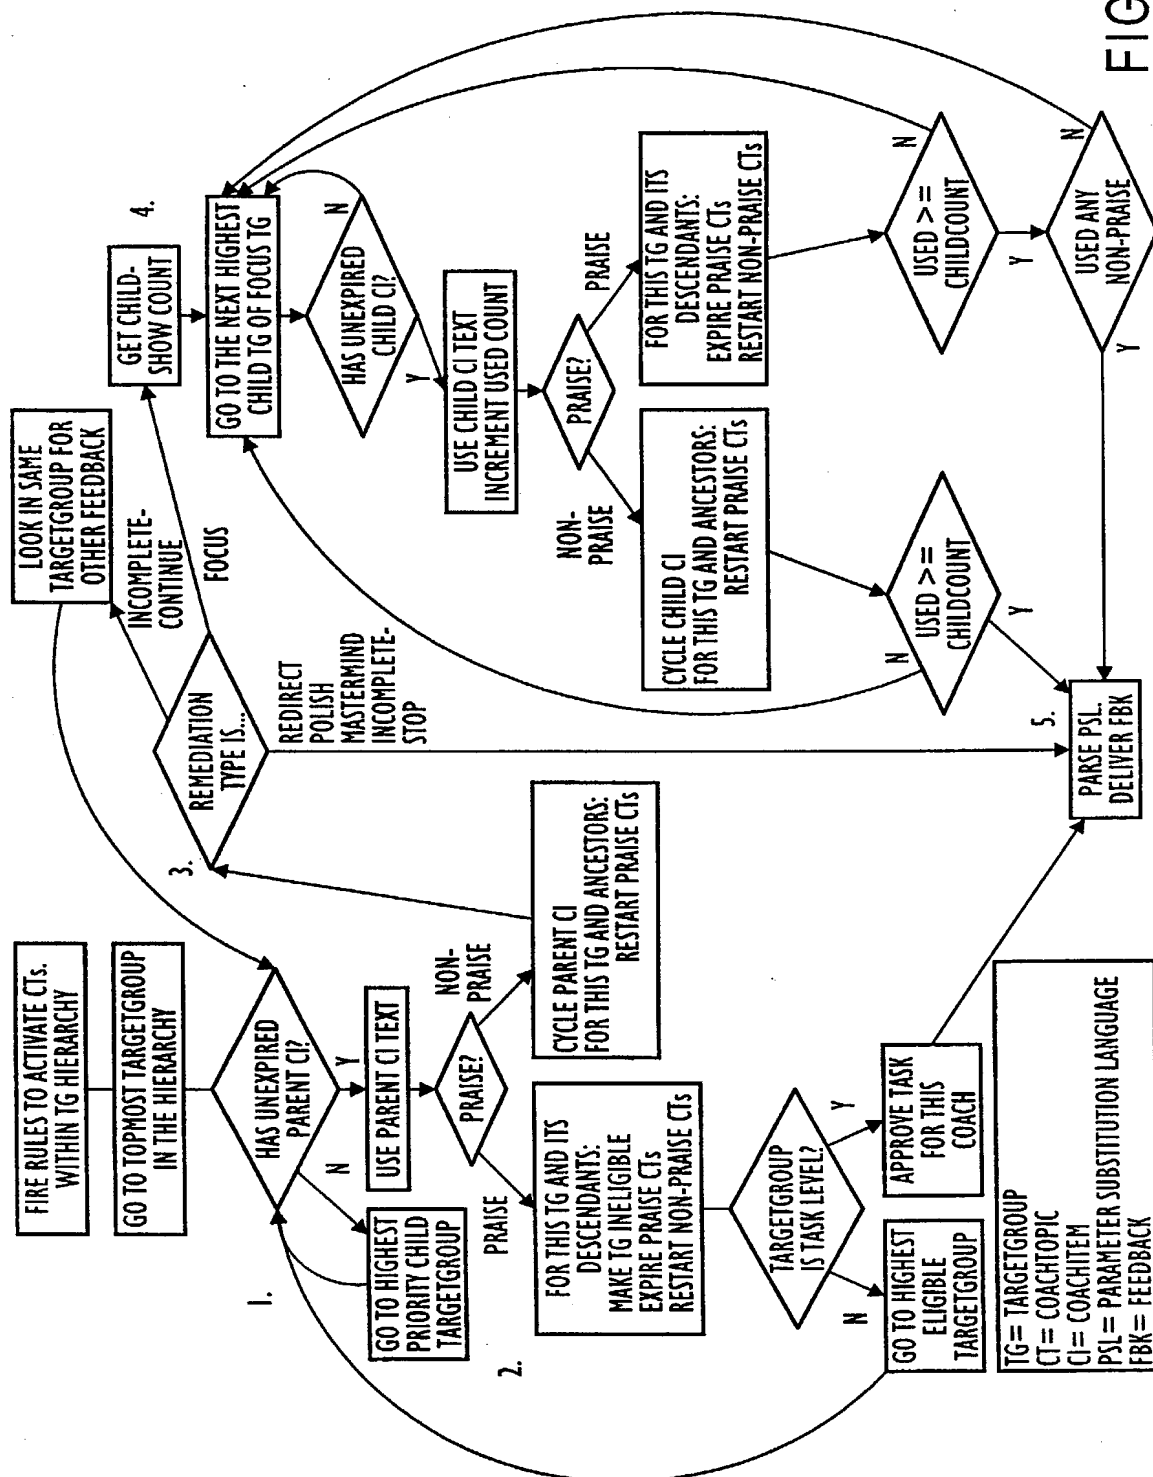 FIRE RULES TO ACTIVATE CTs.
WITHIN TG HIERARCHY
GO TO TOPMOST TARGETGROUP
IN THE HIERARCHY
1.
HAS UNEXPIRED
PARENT CI?
N
Y
GO TO HIGHEST
PRIORITY CHILD
TARGETGROUP
USE PARENT CI TEXT
2.
PRAISE?
PRAISE
NON-
PRAISE
FOR THIS TG AND ITS
DESCENDANTS:
MAKE TG INELIGIBLE
EXPIRE PRAISE CTs
RESTART NON-PRAISE CTs
CYCLE PARENT CI
FOR THIS TG AND ANCESTORS:
RESTART PRAISE CTs
TARGETGROUP
IS TASK LEVEL?
N
Y
GO TO HIGHEST
ELIGIBLE
TARGETGROUP
APPROVE TASK
FOR THIS
COACH
TG= TARGETGROUP
CT= COACHTOPIC
CI= COACHITEM
PSL= PARAMETER SUBSTITUTION LANGUAGE
FBK= FEEDBACK
3.
REMEDIATION
TYPE IS...
LOOK IN SAME
TARGETGROUP FOR
OTHER FEEDBACK
INCOMPLETE-
CONTINUE
FOCUS
REDIRECT
POLISH
MASTERMIND
INCOMPLETE-
STOP
4.
GET CHILD-
SHOW COUNT
GO TO THE NEXT HIGHEST
CHILD TG OF FOCUS TG
HAS UNEXPIRED
CHILD CI?
N
Y
USE CHILD CI TEXT
INCREMENT USED COUNT
PRAISE?
NON-
PRAISE
PRAISE
CYCLE CHILD CI
FOR THIS TG AND ANCESTORS:
RESTART PRAISE CTs
FOR THIS TG AND ITS
DESCENDANTS:
EXPIRE PRAISE CTs
RESTART NON-PRAISE CTs
USED >=
CHILDCOUNT
N
Y
USED >=
CHILDCOUNT
N
Y
USED ANY
NON-PRAISE
N
Y
5.
PARSE PSL.
DELIVER FBK
FIG